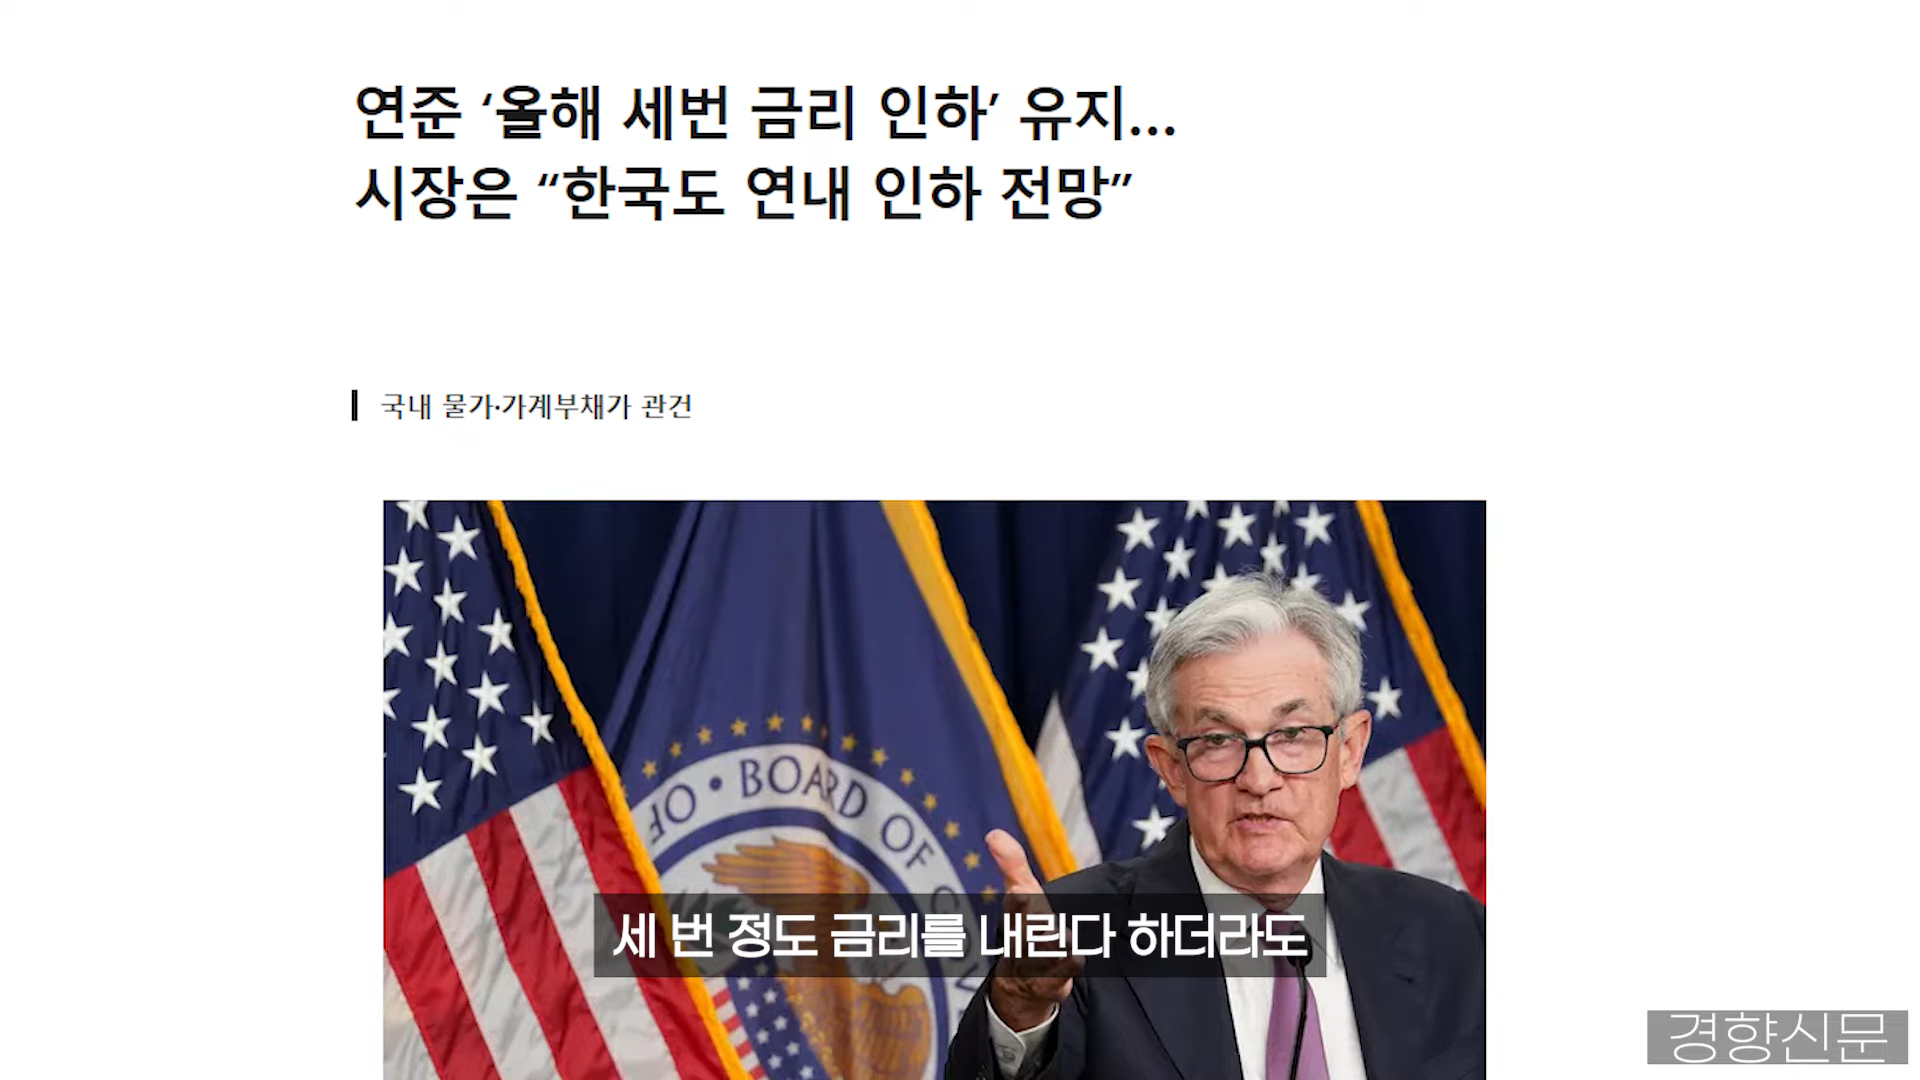 연준 ‘올해 세번 금리 인하’ 유지…
시장은 “한국도 연내 인하 전망”
국내 물가·가계부채가 관건
OF • BOARD OF GOV
세 번 정도 금리를 내린다 하더라도
경향신문